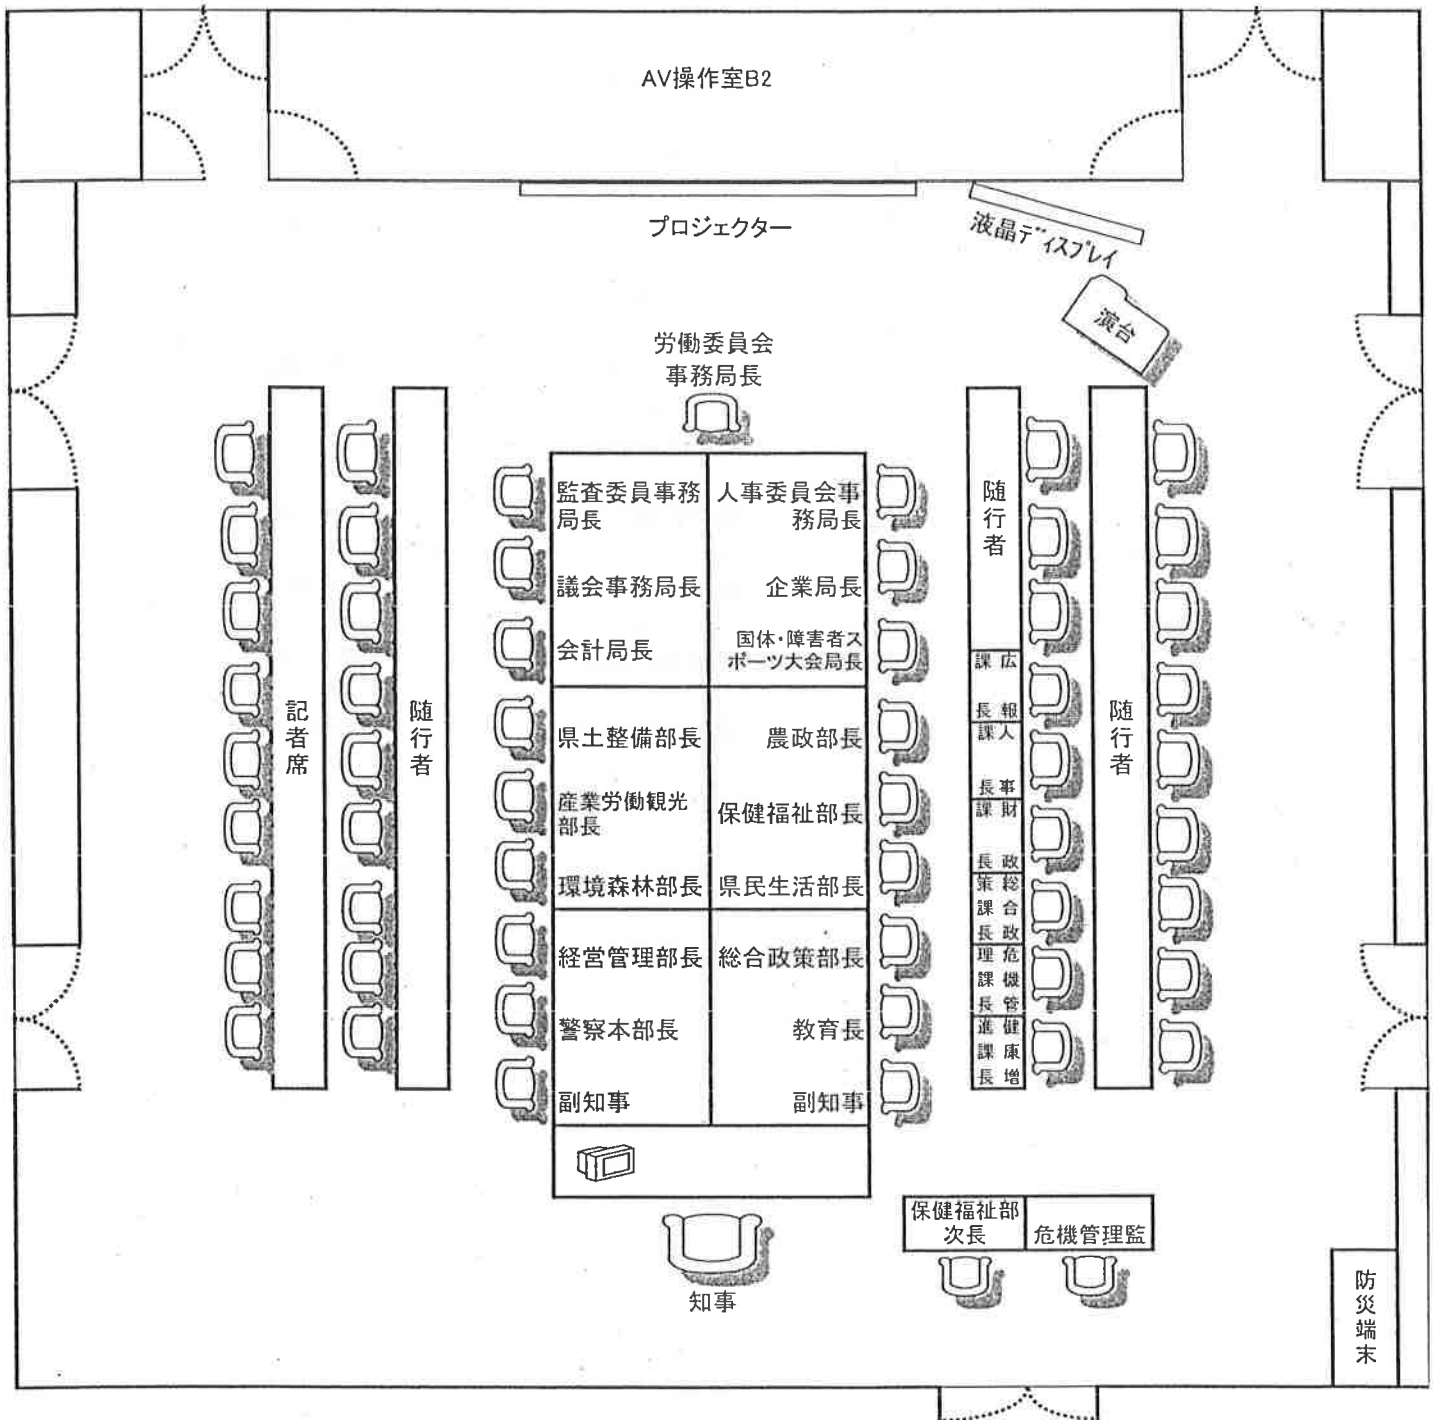 AV操作室B2
プロジェクター
液晶ディスプレイ
演台
労働委員会
事務局長
監査委員事務
局長
人事委員会事
務局長
議会事務局長
企業局長
会計局長
国体・障害者ス
ポーツ大会局長
県土整備部長
農政部長
産業労働観光
部長
保健福祉部長
環境森林部長
県民生活部長
経営管理部長
総合政策部長
警察本部長
教育長
副知事
副知事
知事
記者席
随行者
随行者
広報
課長
人事
課長
財政
課長
総合政
策課長
危機管
理課長
健康増
進課長
随行者
保健福祉部
次長
危機管理監
防災端末